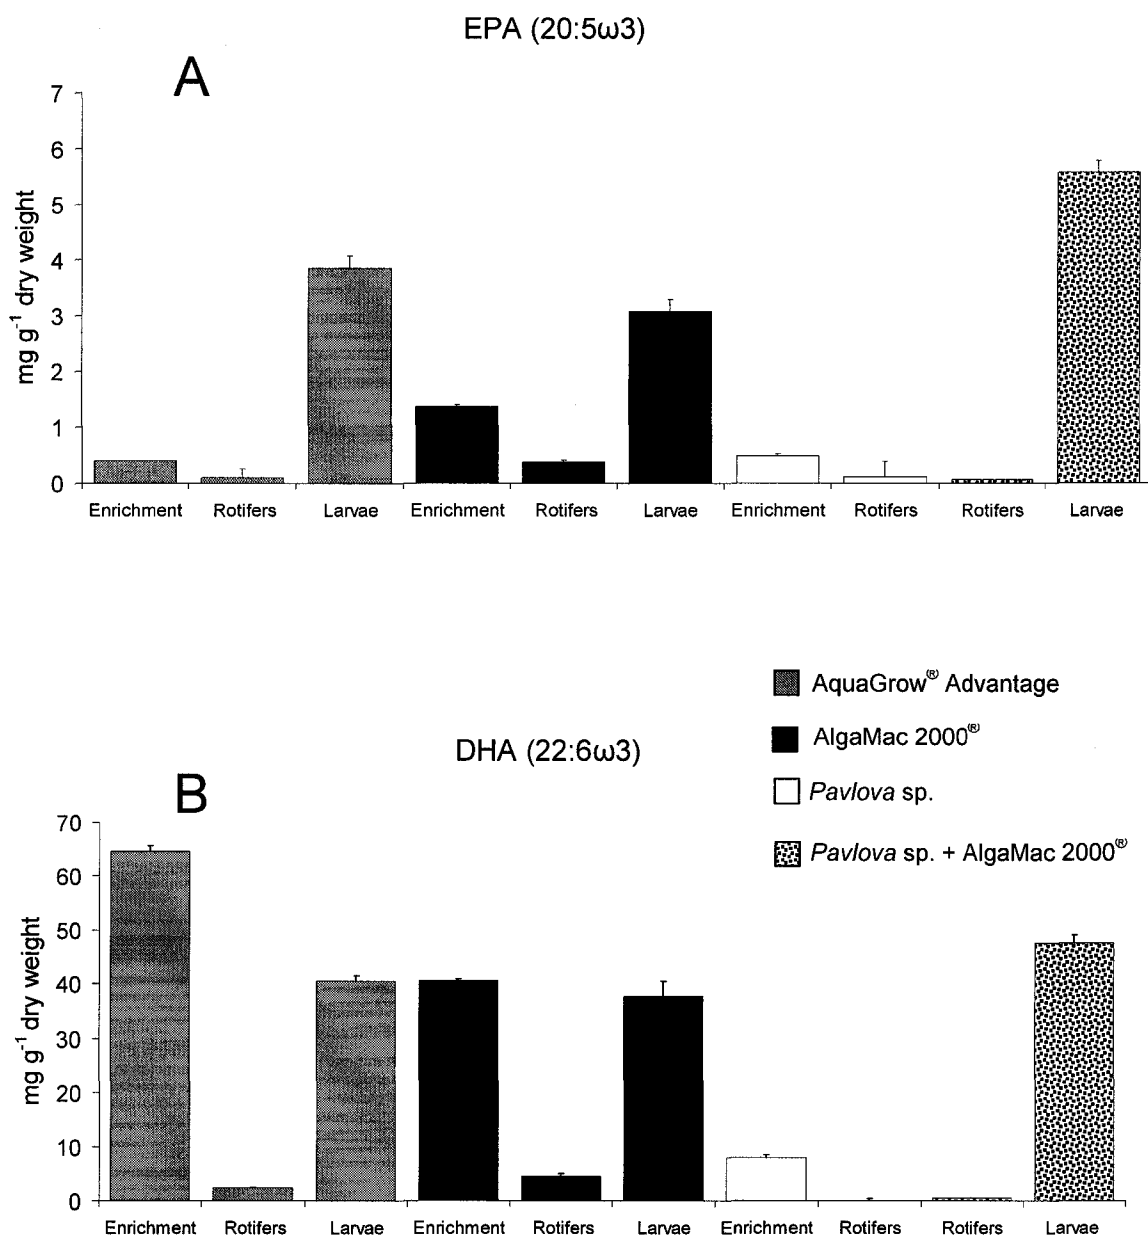 EPA (20:5ω3)
A
7
6
5
4
3
2
1
0
mg g⁻¹ dry weight
Enrichment Rotifers Larvae Enrichment Rotifers Larvae Enrichment Rotifers Rotifers Larvae
AquaGrow® Advantage
AlgaMac 2000®
Pavlova sp.
Pavlova sp. + AlgaMac 2000®
DHA (22:6ω3)
B
70
60
50
40
30
20
10
0
mg g⁻¹ dry weight
Enrichment Rotifers Larvae Enrichment Rotifers Larvae Enrichment Rotifers Rotifers Larvae